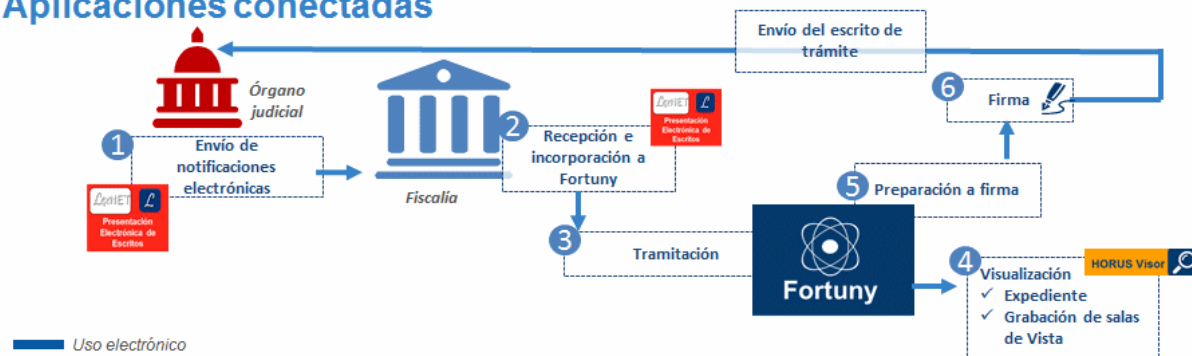 Aplicaciones conectadas
Envío del escrito de
trámite
Órgano
judicial
1
Envío de
notificaciones
electrónicas
LexNET L
Presentación
Electrónica de
Escritos
Fiscalía
2
Recepción e
incorporación a
Fortuny
LexNET L
Presentación
Electrónica de
Escritos
3
Tramitación
Fortuny
4
HORUS Visor
Visualización
✓ Expediente
✓ Grabación de salas
de Vista
5
Preparación a firma
6
Firma
Uso electrónico